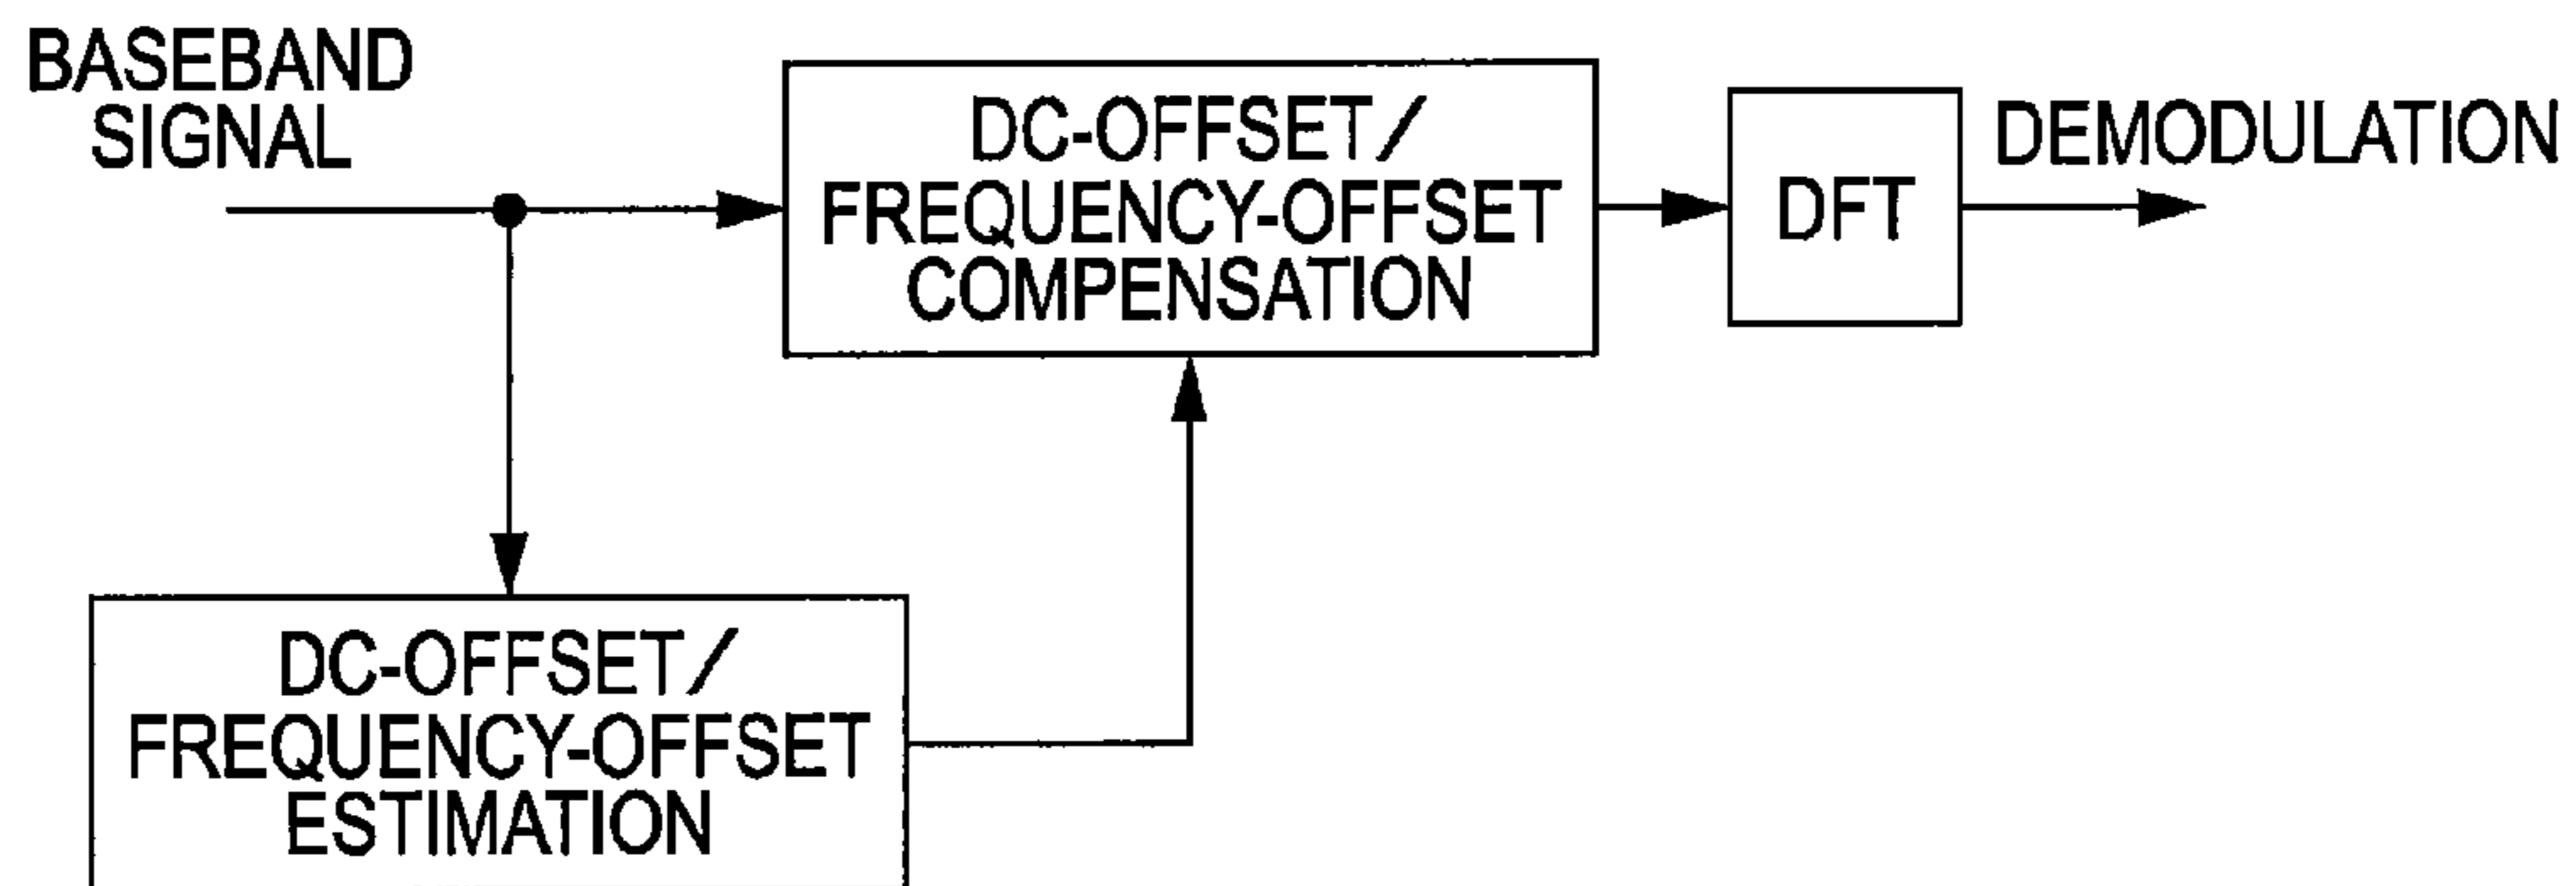 BASEBAND
SIGNAL
DC-OFFSET/
FREQUENCY-OFFSET
COMPENSATION
DFT
DEMODULATION
DC-OFFSET/
FREQUENCY-OFFSET
ESTIMATION